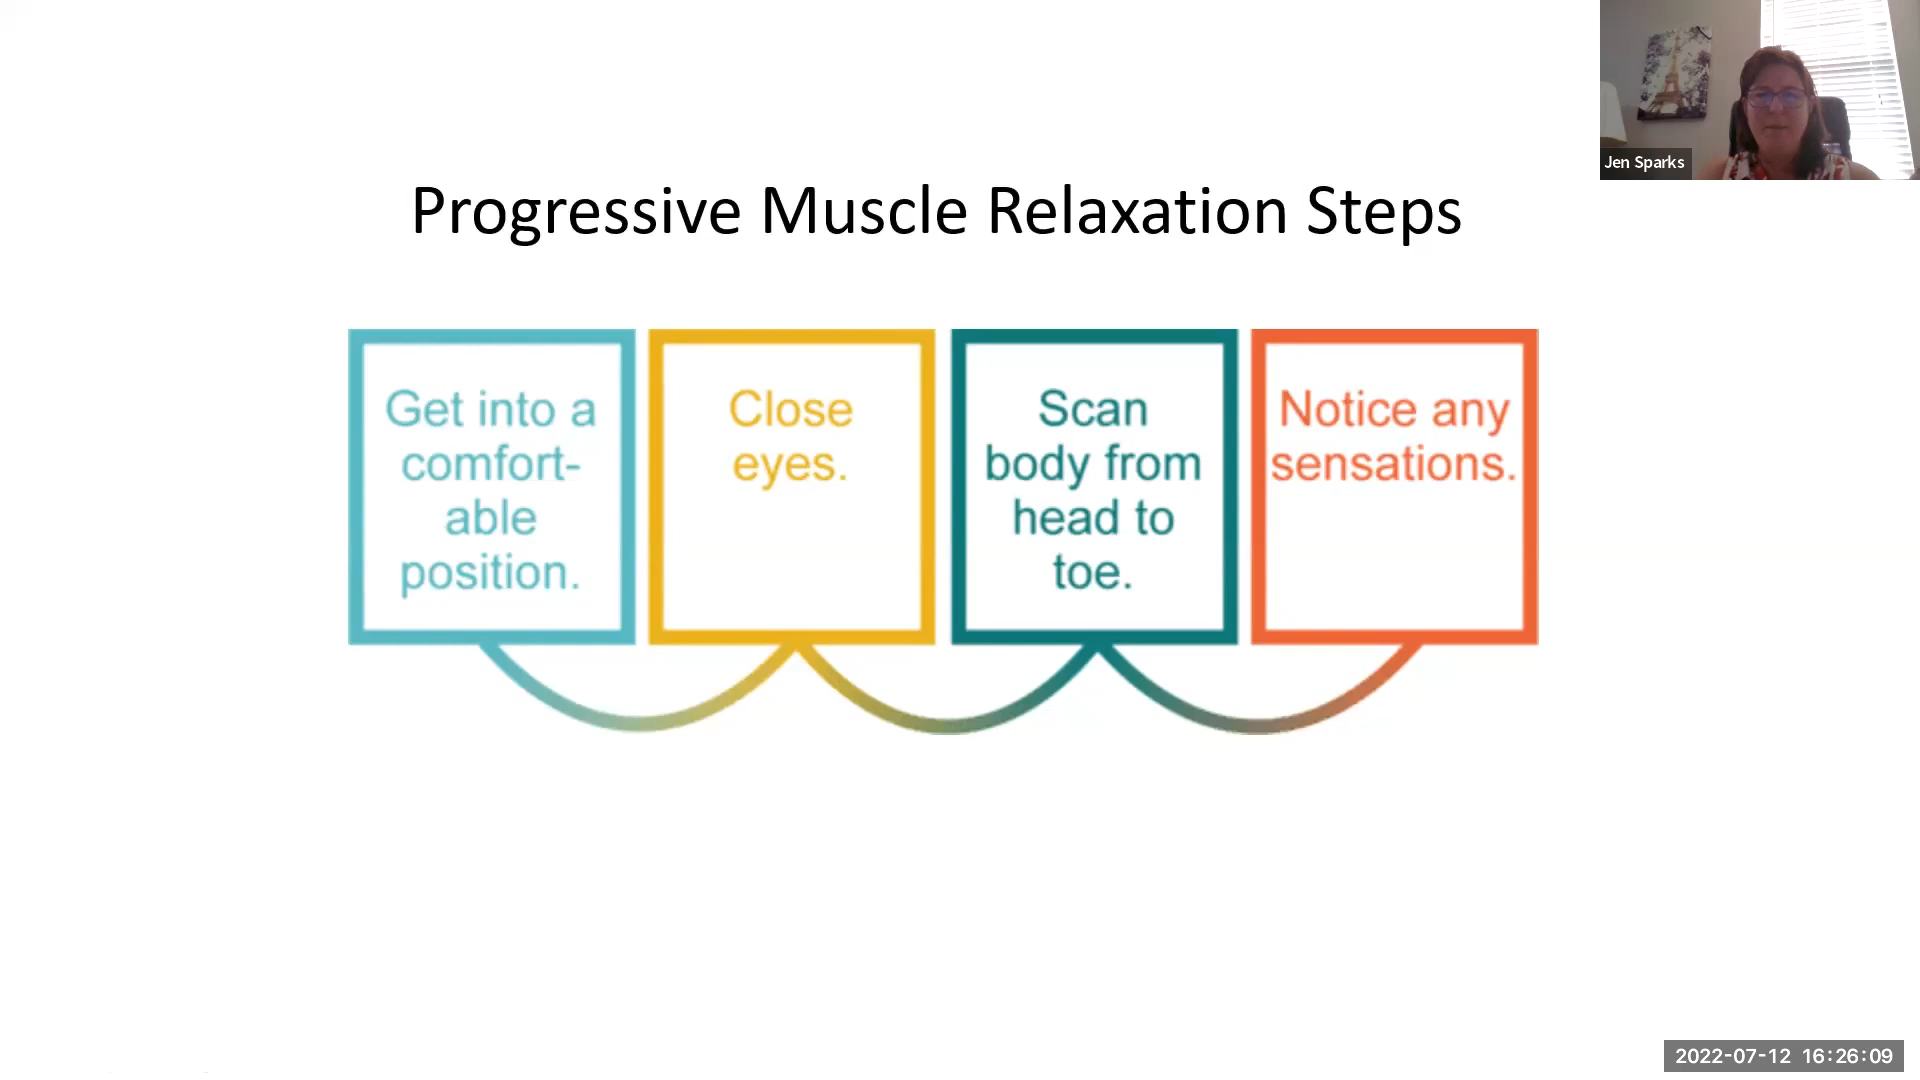 Jen Sparks
Progressive Muscle Relaxation Steps
Get into a
comfort-
able
position.
Close
eyes.
Scan
body from
head to
toe.
Notice any
sensations.
2022-07-12 16:26:09